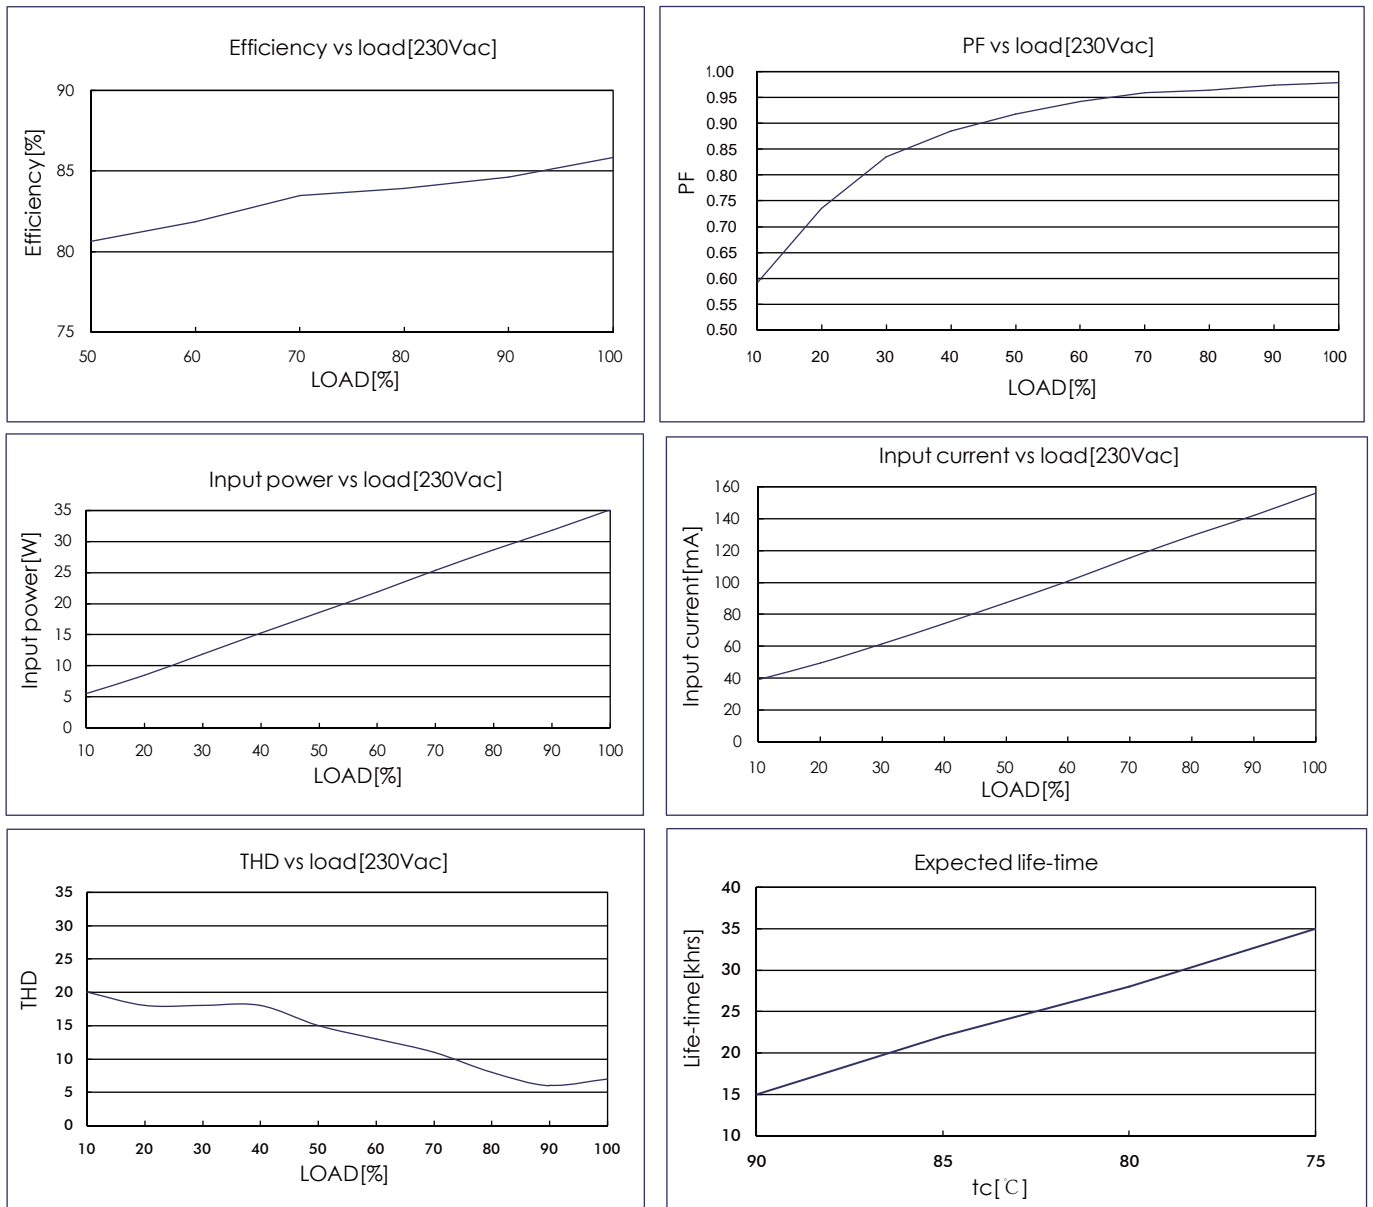 Efficiency vs load[230Vac]
Efficiency[%]
90
85
80
75
50 60 70 80 90 100
LOAD[%]
PF vs load[230Vac]
PF
1.00
0.95
0.90
0.85
0.80
0.75
0.70
0.65
0.60
0.55
0.50
10 20 30 40 50 60 70 80 90 100
LOAD[%]
Input power vs load[230Vac]
Input power[W]
35
30
25
20
15
10
5
0
10 20 30 40 50 60 70 80 90 100
LOAD[%]
Input current vs load[230Vac]
Input current[mA]
160
140
120
100
80
60
40
20
0
10 20 30 40 50 60 70 80 90 100
LOAD[%]
THD vs load[230Vac]
THD
35
30
25
20
15
10
5
0
10 20 30 40 50 60 70 80 90 100
LOAD[%]
Expected life-time
Life-time[khrs]
40
35
30
25
20
15
10
90 85 80 75
tc[℃]